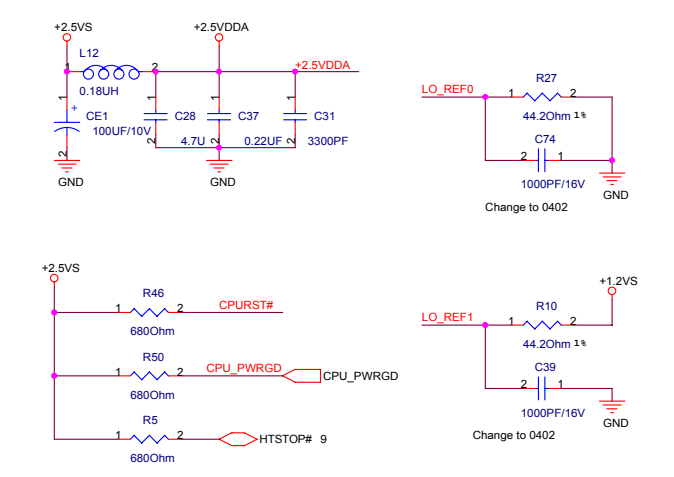 +2.5VS
+2.5VDDA
L12
1
2
+2.5VDDA
0.18UH
1
+
CE1
100UF/10V
2
GND
1
C28
4.7U
2
1
C37
0.22UF
2
1
C31
3300PF
2
GND
LO_REF0
R27
1
2
44.2Ohm 1%
C74
2
1
1000PF/16V
GND
Change to 0402
+2.5VS
R46
1
2
CPURST#
680Ohm
R50
1
2
CPU_PWRGD
CPU_PWRGD
680Ohm
R5
1
2
HTSTOP# 9
680Ohm
+1.2VS
LO_REF1
R10
1
2
44.2Ohm 1%
C39
2
1
1000PF/16V
GND
Change to 0402